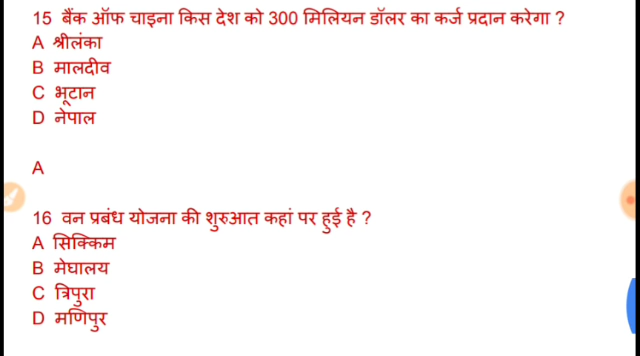 15 बैंक ऑफ चाइना किस देश को 300 मिलियन डॉलर का कर्ज प्रदान करेगा ?
A श्रीलंका
B मालदीव
C भूटान
D नेपाल
A
16 वन प्रबंध योजना की शुरुआत कहां पर हुई है ?
A सिक्किम
B मेघालय
C त्रिपुरा
D मणिपुर